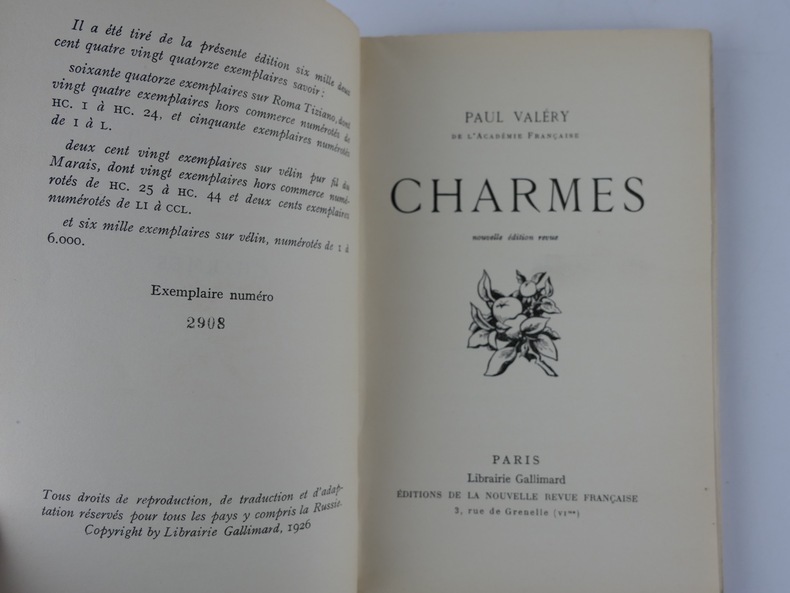 Il a été tiré de la présente édition six mille deux
cent quatre vingt quatorze exemplaires savoir :
soixante quatorze exemplaires sur Roma Tiziano, dont
vingt quatre exemplaires hors commerce numérotés de
HC. I à HC. 24, et cinquante exemplaires numérotés
de I à L.
deux cent vingt exemplaires sur vélin pur fil du
Marais, dont vingt exemplaires hors commerce numé-
rotés de HC. 25 à HC. 44 et deux cents exemplaires
numérotés de LI à CCL.
et six mille exemplaires sur vélin, numérotés de I à
6.000.
Exemplaire numéro
2908
Tous droits de reproduction, de traduction et d'adap-
tation réservés pour tous les pays y compris la Russie.
Copyright by Librairie Gallimard, 1926
PAUL VALÉRY
DE L'ACADÉMIE FRANÇAISE
CHARMES
nouvelle édition revue
PARIS
Librairie Gallimard
ÉDITIONS DE LA NOUVELLE REVUE FRANÇAISE
3, rue de Grenelle (VIme)